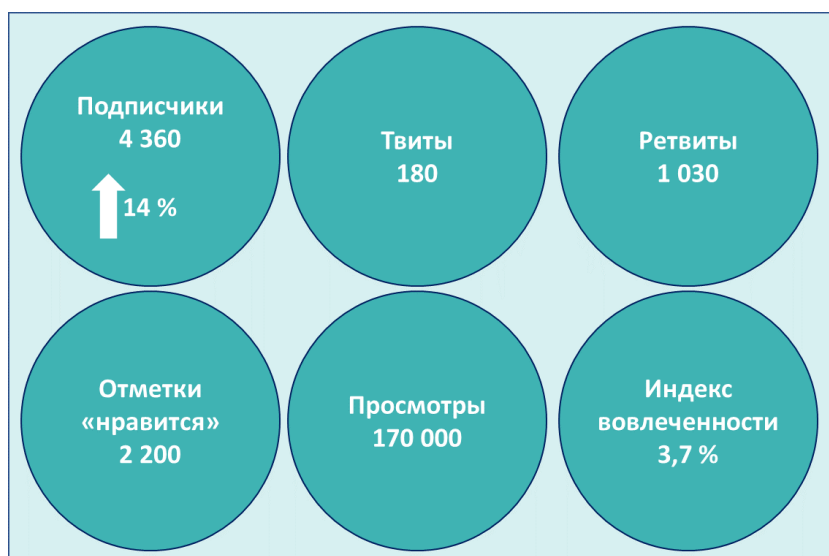 Подписчики
4 360
14 %
Твиты
180
Ретвиты
1 030
Отметки
«нравится»
2 200
Просмотры
170 000
Индекс
вовлеченности
3,7 %